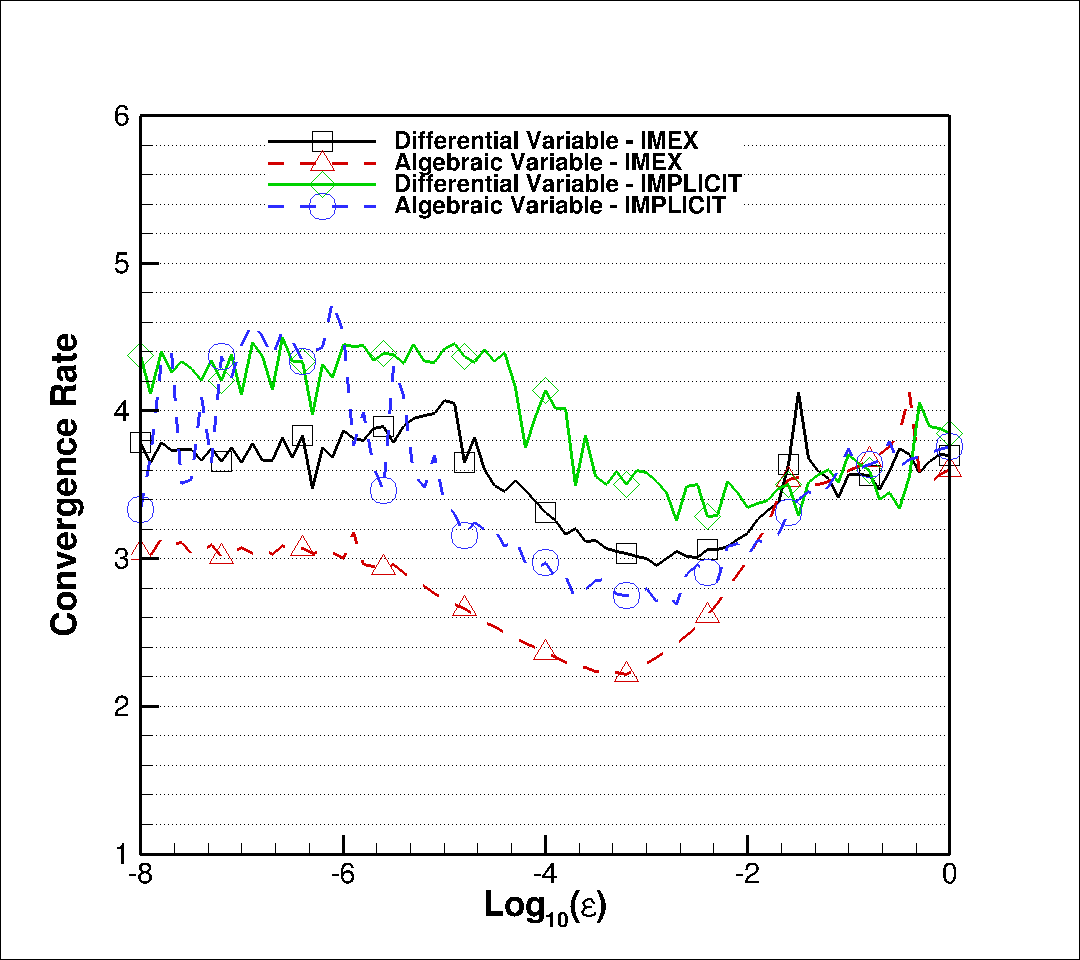 6
Differential Variable - IMEX
Algebraic Variable - IMEX
Differential Variable - IMPLICIT
Algebraic Variable - IMPLICIT
5
4
3
2
1
Convergence Rate
-8 -6 -4 -2 0
Log₁₀(ε)